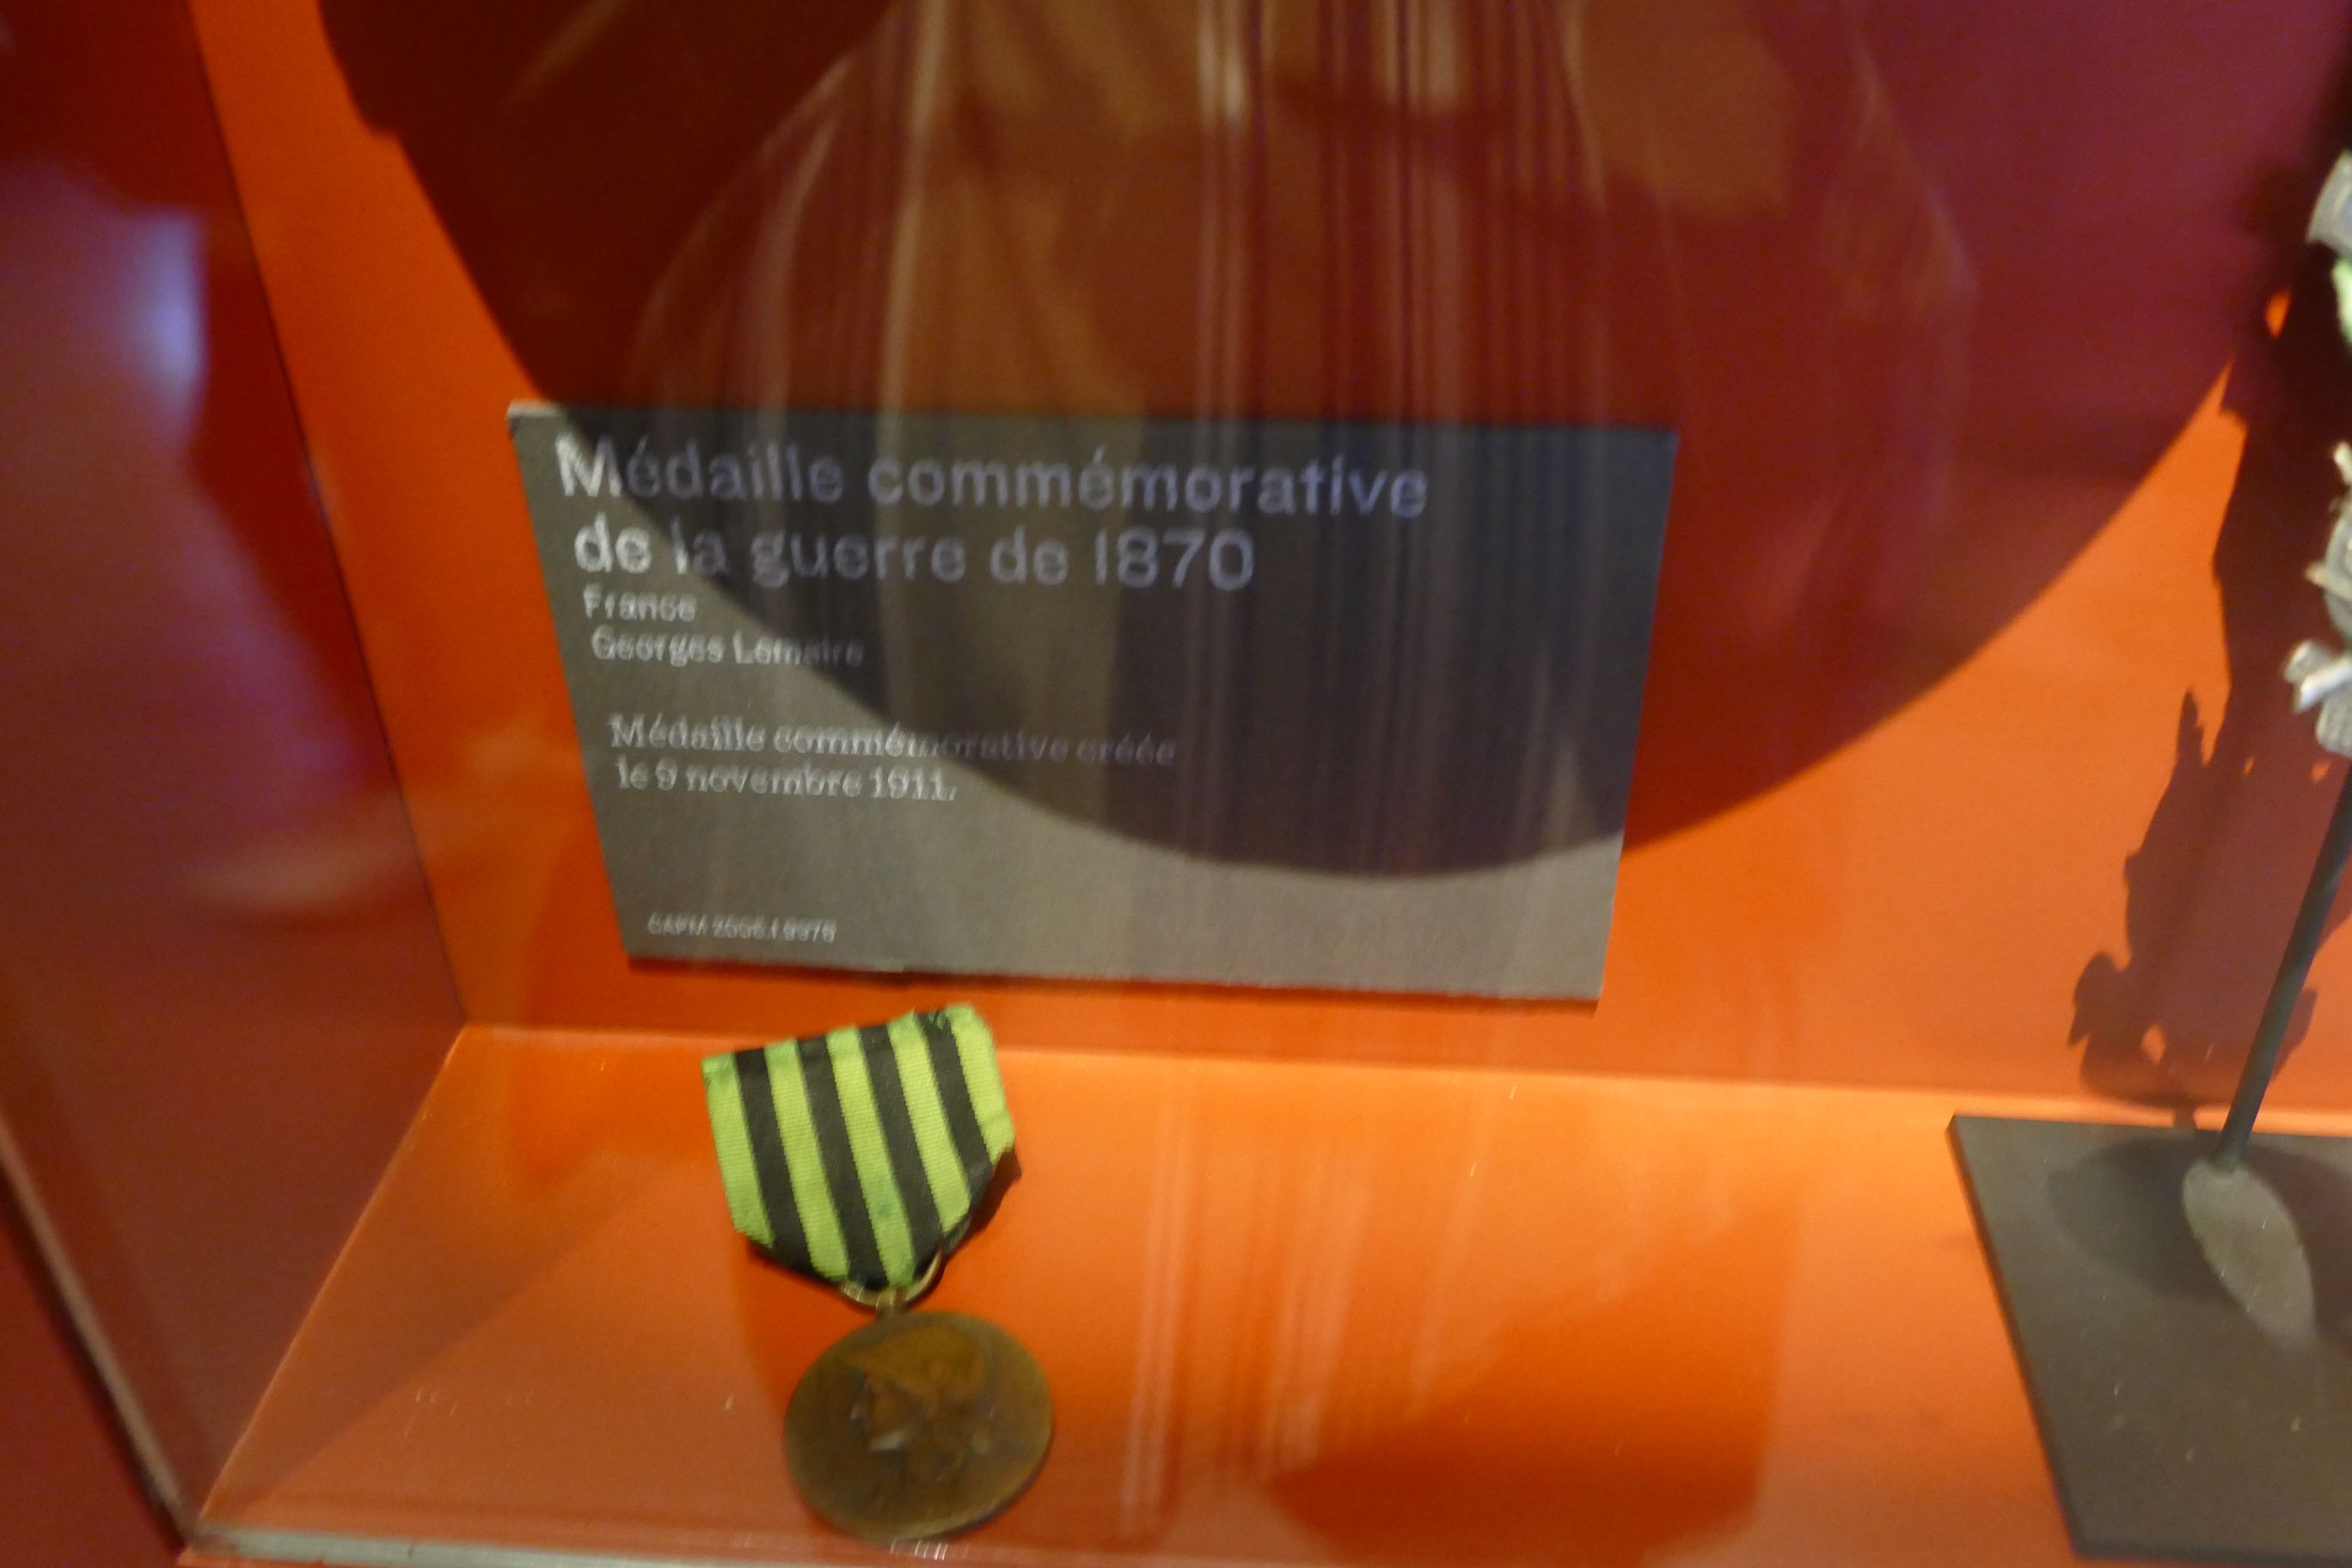 Médaille commémorative
de la guerre de 1870
France
Georges Lemaire
Médaille commémorative créée
le 9 novembre 1911.